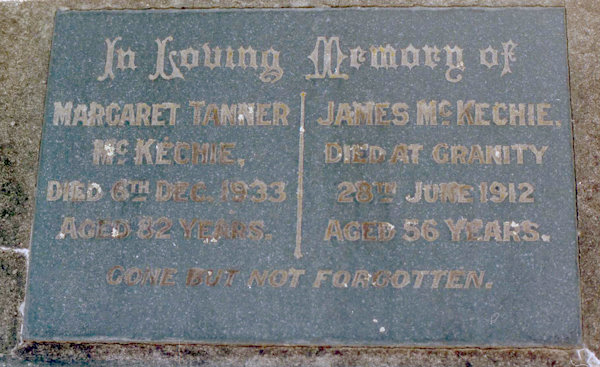 In Loving Memory of
MARGARET TANNER
McKECHIE,
DIED 6TH DEC. 1933
AGED 82 YEARS.
JAMES McKECHIE,
DIED AT GRANITY
28TH JUNE 1912
AGED 56 YEARS.
GONE BUT NOT FORGOTTEN.